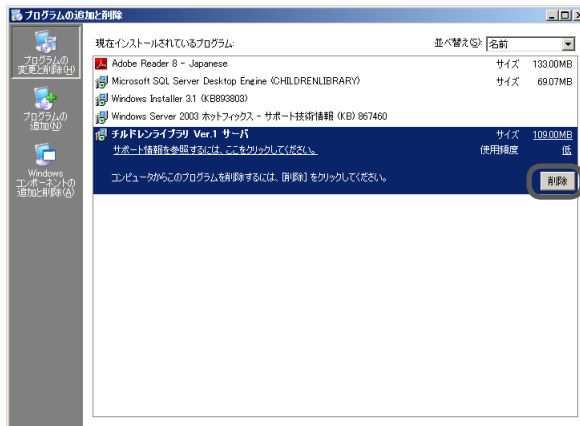 プログラムの追加と削除
プログラムの
変更と削除(H)
プログラムの
追加(N)
Windows
コンポーネントの
追加と削除(A)
現在インストールされているプログラム:
並べ替え(S): 名前
Adobe Reader 8 - Japanese サイズ 133.00MB
Microsoft SQL Server Desktop Engine (CHILDRENLIBRARY) サイズ 69.07MB
Windows Installer 3.1 (KB893803)
Windows Server 2003 ホットフィックス - サポート技術情報 (KB) 867460
チルドレンライブラリ Ver.1 サーバ サイズ 109.00MB
サポート情報を参照するには、ここをクリックしてください。 使用頻度 低
コンピュータからこのプログラムを削除するには、[削除] をクリックしてください。
削除